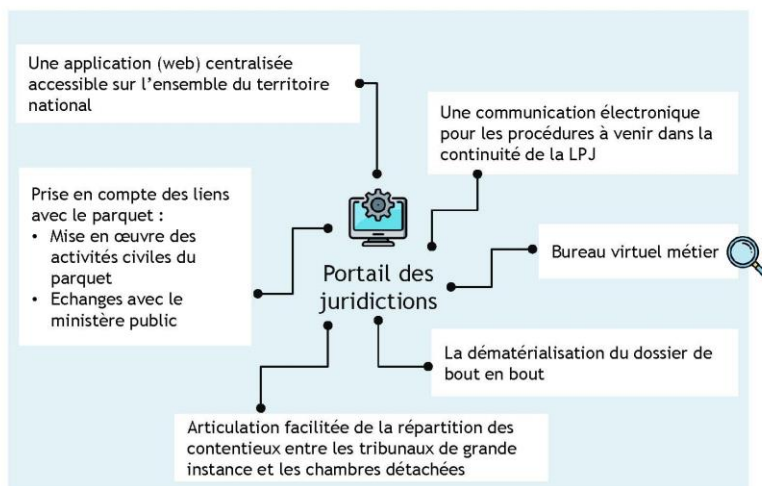 Une application (web) centralisée
accessible sur l'ensemble du territoire
national
Une communication électronique
pour les procédures à venir dans la
continuité de la LPJ
Prise en compte des liens
avec le parquet :
• Mise en œuvre des
activités civiles du
parquet
• Echanges avec le
ministère public
Portail des
juridictions
Bureau virtuel métier
La dématérialisation du dossier de
bout en bout
Articulation facilitée de la répartition des
contentieux entre les tribunaux de grande
instance et les chambres détachées